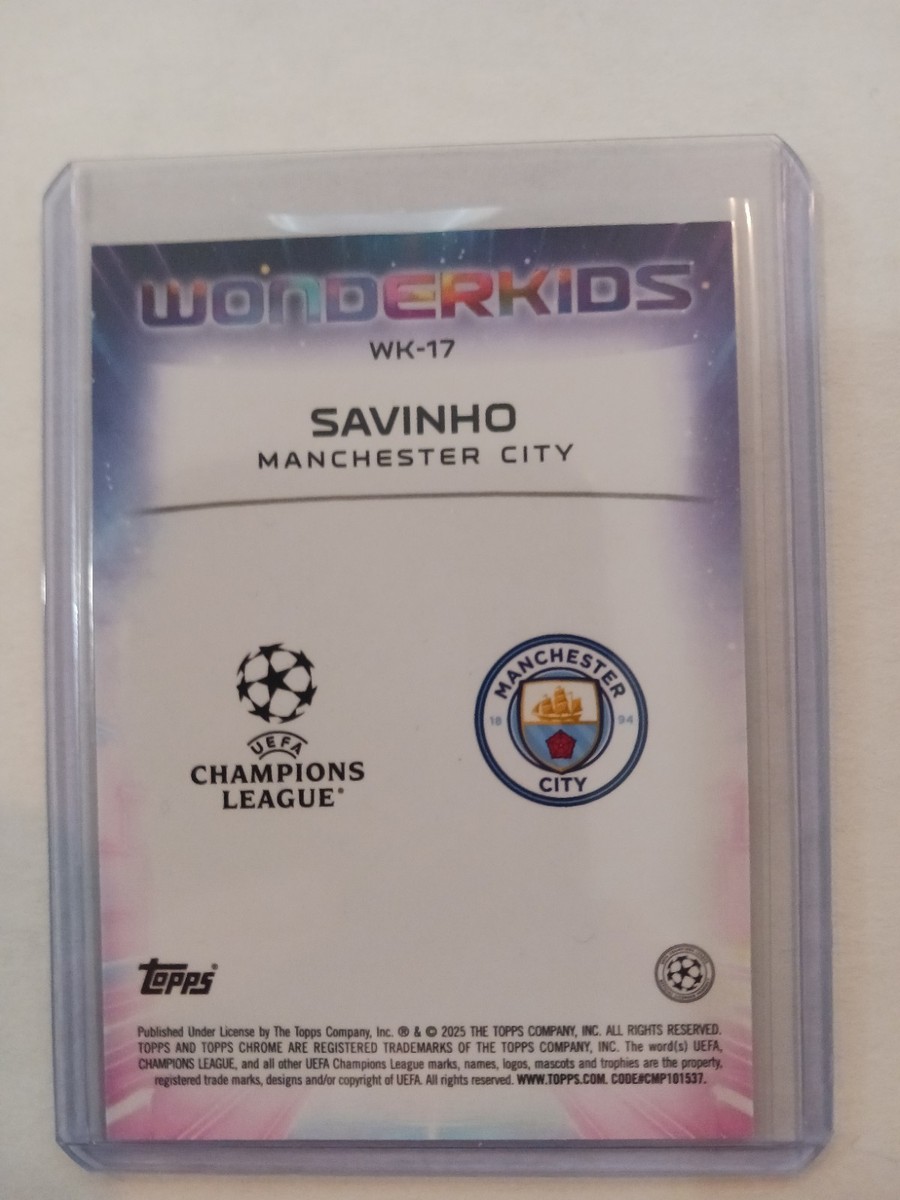 WONDERKIDS
WK-17
SAVINHO
MANCHESTER CITY
UEFA
CHAMPIONS
LEAGUE®
MANCHESTER
18 94
CITY
topps®
Published Under License by The Topps Company, Inc. ® & © 2025 THE TOPPS COMPANY, INC. ALL RIGHTS RESERVED.
TOPPS AND TOPPS CHROME ARE REGISTERED TRADEMARKS OF THE TOPPS COMPANY, INC. The word(s) UEFA,
CHAMPIONS LEAGUE, and all other UEFA Champions League marks, names, logos, mascots and trophies are the property,
registered trade marks, designs and/or copyright of UEFA. All rights reserved. WWW.TOPPS.COM. CODE#CMP101537.